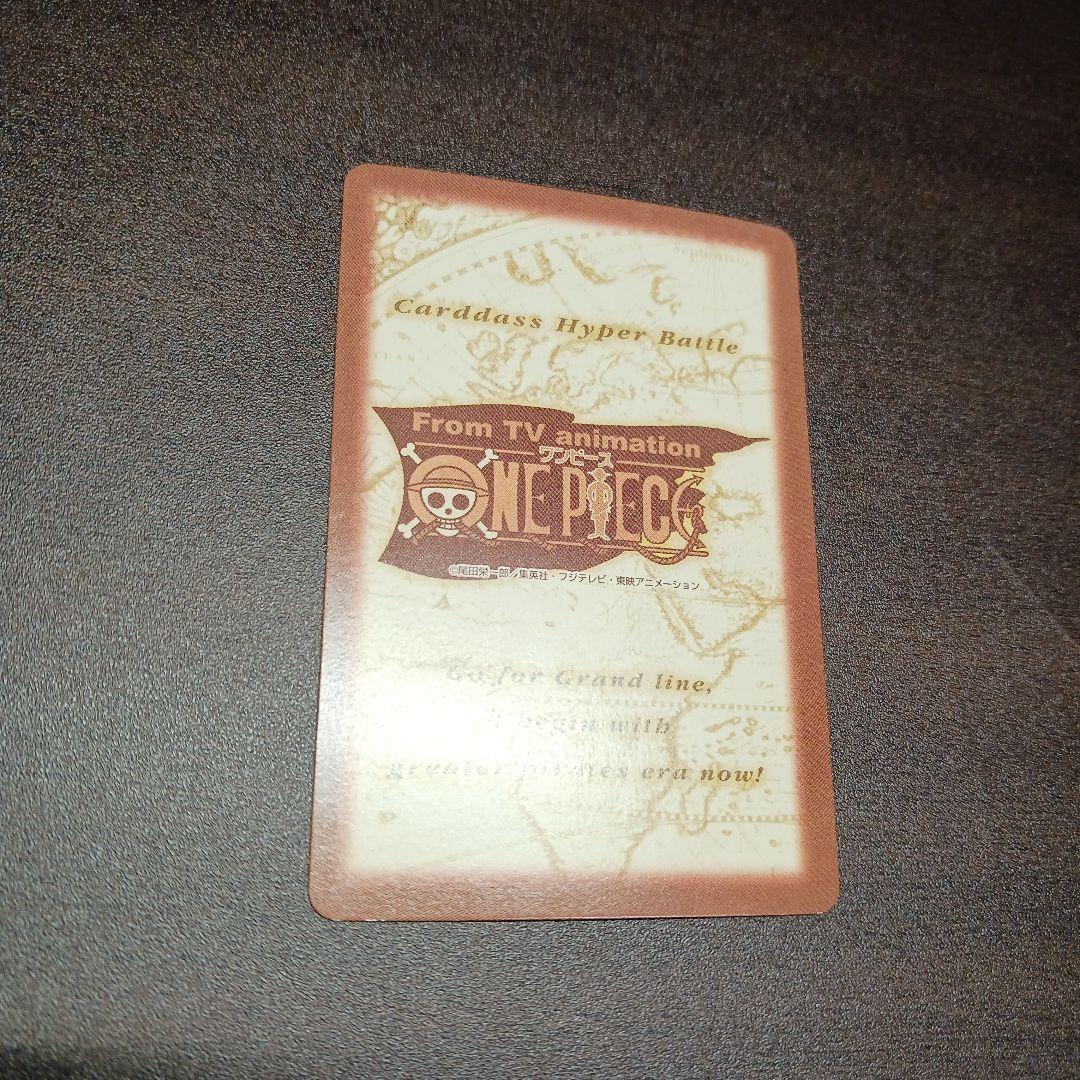 Carddass Hyper Battle
From TV animation
ワンピース
ONE PIECE
©尾田栄一郎／集英社・フジテレビ・東映アニメーション
Go for Grand line,
begin with
greater pirates era now!